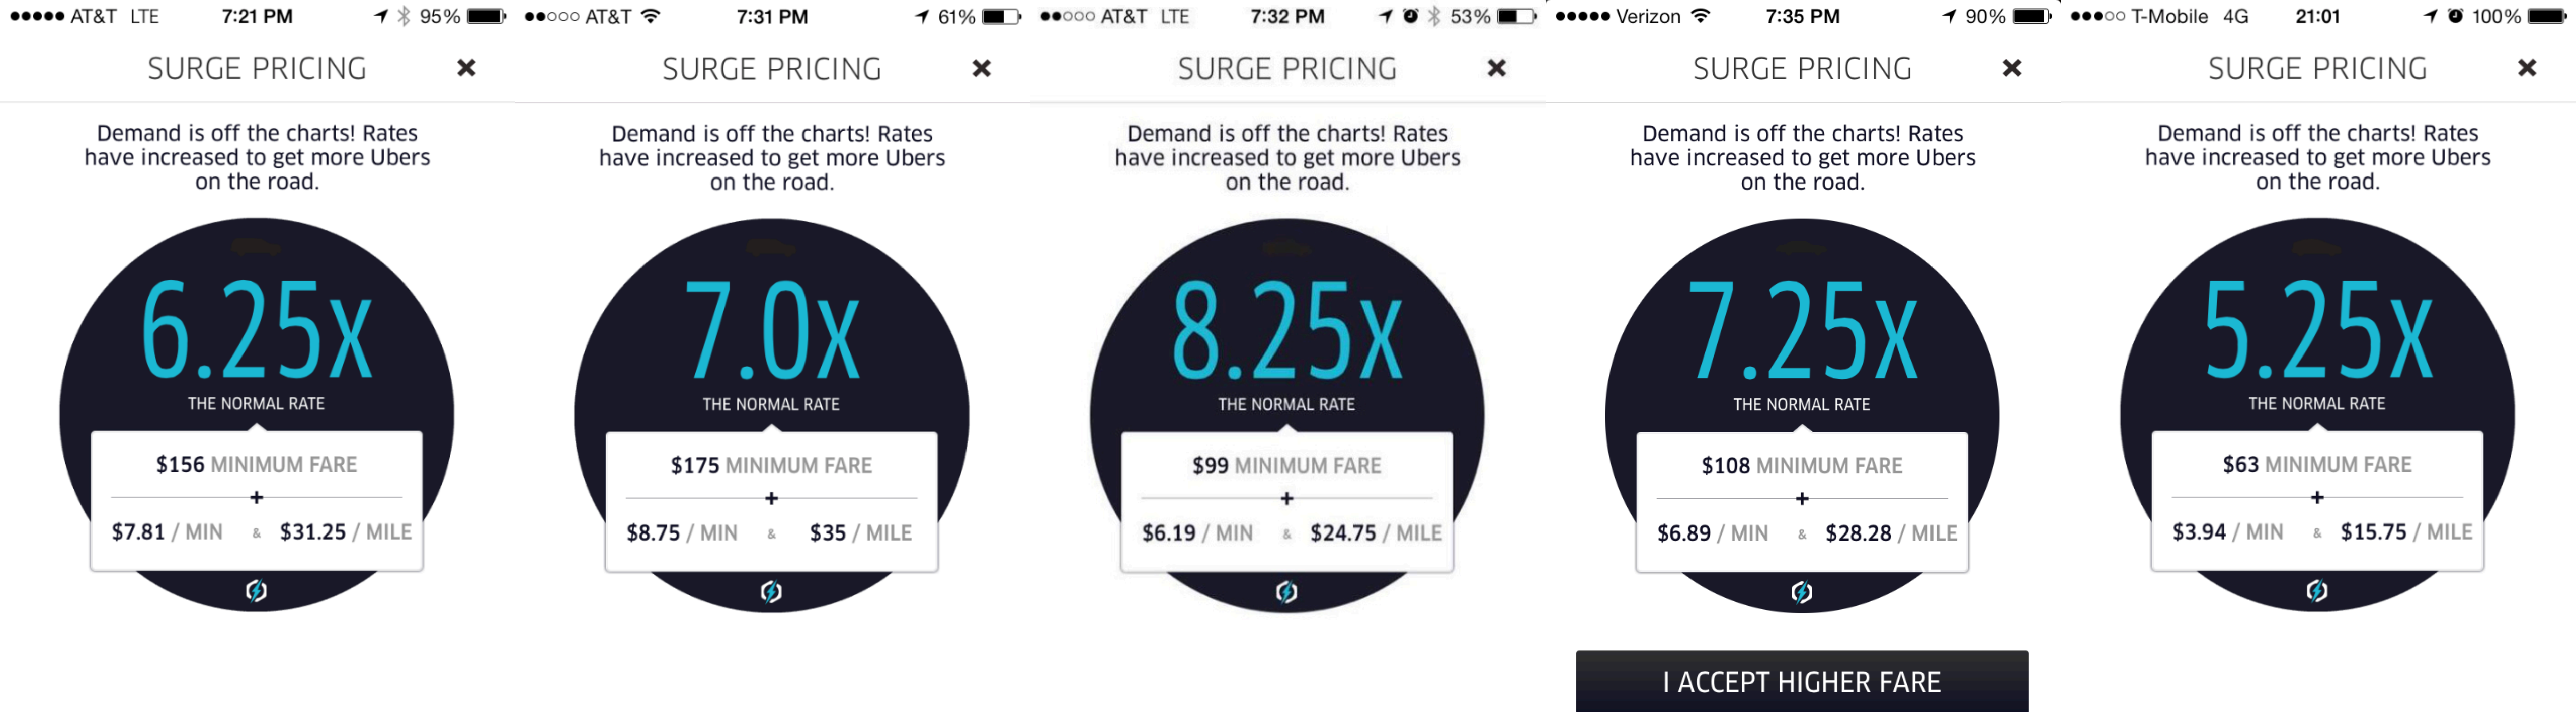 AT&T LTE 7:21 PM 95%
SURGE PRICING ×
Demand is off the charts! Rates
have increased to get more Ubers
on the road.
6.25x
THE NORMAL RATE
$156 MINIMUM FARE
+
$7.81 / MIN & $31.25 / MILE
AT&T 7:31 PM 61%
SURGE PRICING ×
Demand is off the charts! Rates
have increased to get more Ubers
on the road.
7.0x
THE NORMAL RATE
$175 MINIMUM FARE
+
$8.75 / MIN & $35 / MILE
AT&T LTE 7:32 PM 53%
SURGE PRICING ×
Demand is off the charts! Rates
have increased to get more Ubers
on the road.
8.25x
THE NORMAL RATE
$99 MINIMUM FARE
+
$6.19 / MIN & $24.75 / MILE
Verizon 7:35 PM 90%
SURGE PRICING ×
Demand is off the charts! Rates
have increased to get more Ubers
on the road.
7.25x
THE NORMAL RATE
$108 MINIMUM FARE
+
$6.89 / MIN & $28.28 / MILE
I ACCEPT HIGHER FARE
T-Mobile 4G 21:01 100%
SURGE PRICING ×
Demand is off the charts! Rates
have increased to get more Ubers
on the road.
5.25x
THE NORMAL RATE
$63 MINIMUM FARE
+
$3.94 / MIN & $15.75 / MILE